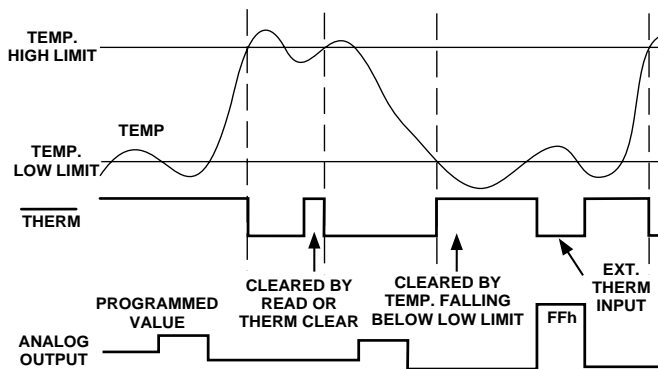 TEMP.
HIGH LIMIT
TEMP
TEMP.
LOW LIMIT
THERM
CLEARED BY
READ OR
THERM CLEAR
CLEARED BY
TEMP. FALLING
BELOW LOW LIMIT
EXT.
THERM
INPUT
PROGRAMMED
VALUE
FFh
ANALOG
OUTPUT